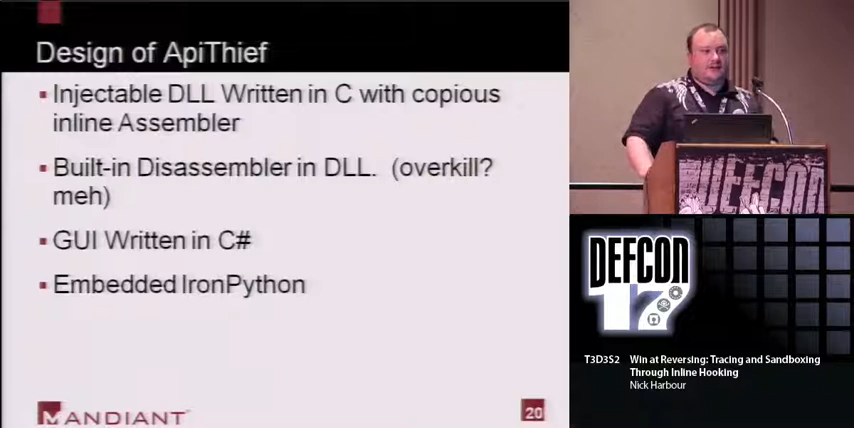 Design of ApiThief
Injectable DLL Written in C with copious
inline Assembler
Built-in Disassembler in DLL. (overkill?
meh)
GUI Written in C#
Embedded IronPython
MANDIANT
20
DEFCON
DEFCON
17
T3D3S2 Win at Reversing: Tracing and Sandboxing
Through Inline Hooking
Nick Harbour